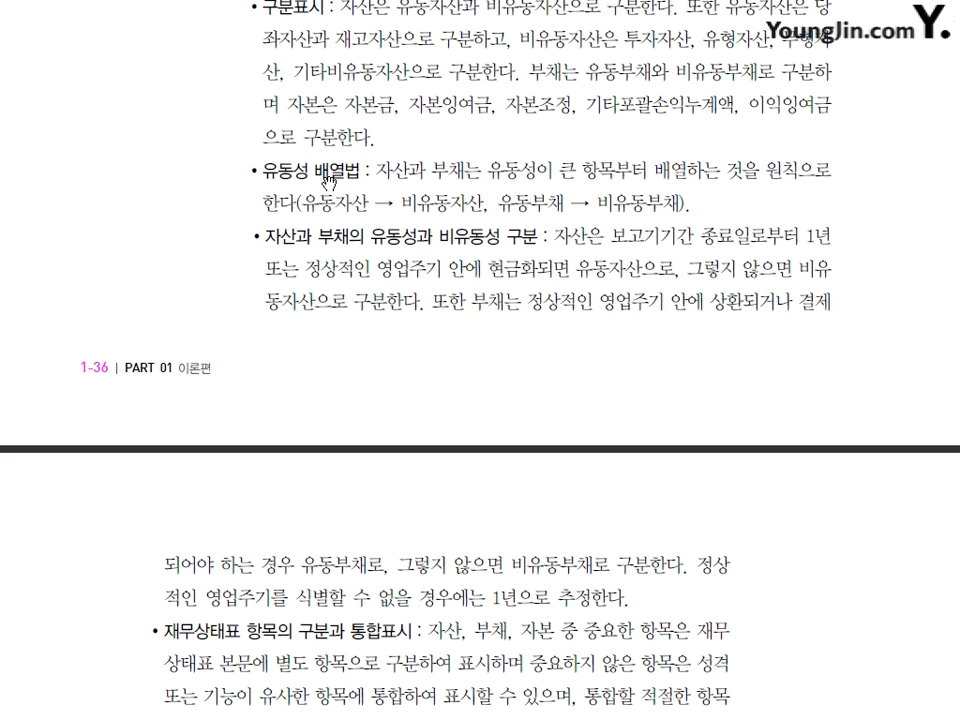 • 구분표시 : 자산은 유동자산과 비유동자산으로 구분한다. 또한 유동자산은 당
YoungJin.com Y.
좌자산과 재고자산으로 구분하고, 비유동자산은 투자자산, 유형자산, 무형자
산, 기타비유동자산으로 구분한다. 부채는 유동부채와 비유동부채로 구분하
며 자본은 자본금, 자본잉여금, 자본조정, 기타포괄손익누계액, 이익잉여금
으로 구분한다.
• 유동성 배열법 : 자산과 부채는 유동성이 큰 항목부터 배열하는 것을 원칙으로
한다(유동자산 → 비유동자산, 유동부채 → 비유동부채).
• 자산과 부채의 유동성과 비유동성 구분 : 자산은 보고기기간 종료일로부터 1년
또는 정상적인 영업주기 안에 현금화되면 유동자산으로, 그렇지 않으면 비유
동자산으로 구분한다. 또한 부채는 정상적인 영업주기 안에 상환되거나 결제
1-36 | PART 01 이론편
되어야 하는 경우 유동부채로, 그렇지 않으면 비유동부채로 구분한다. 정상
적인 영업주기를 식별할 수 없을 경우에는 1년으로 추정한다.
• 재무상태표 항목의 구분과 통합표시 : 자산, 부채, 자본 중 중요한 항목은 재무
상태표 본문에 별도 항목으로 구분하여 표시하며 중요하지 않은 항목은 성격
또는 기능이 유사한 항목에 통합하여 표시할 수 있으며, 통합할 적절한 항목